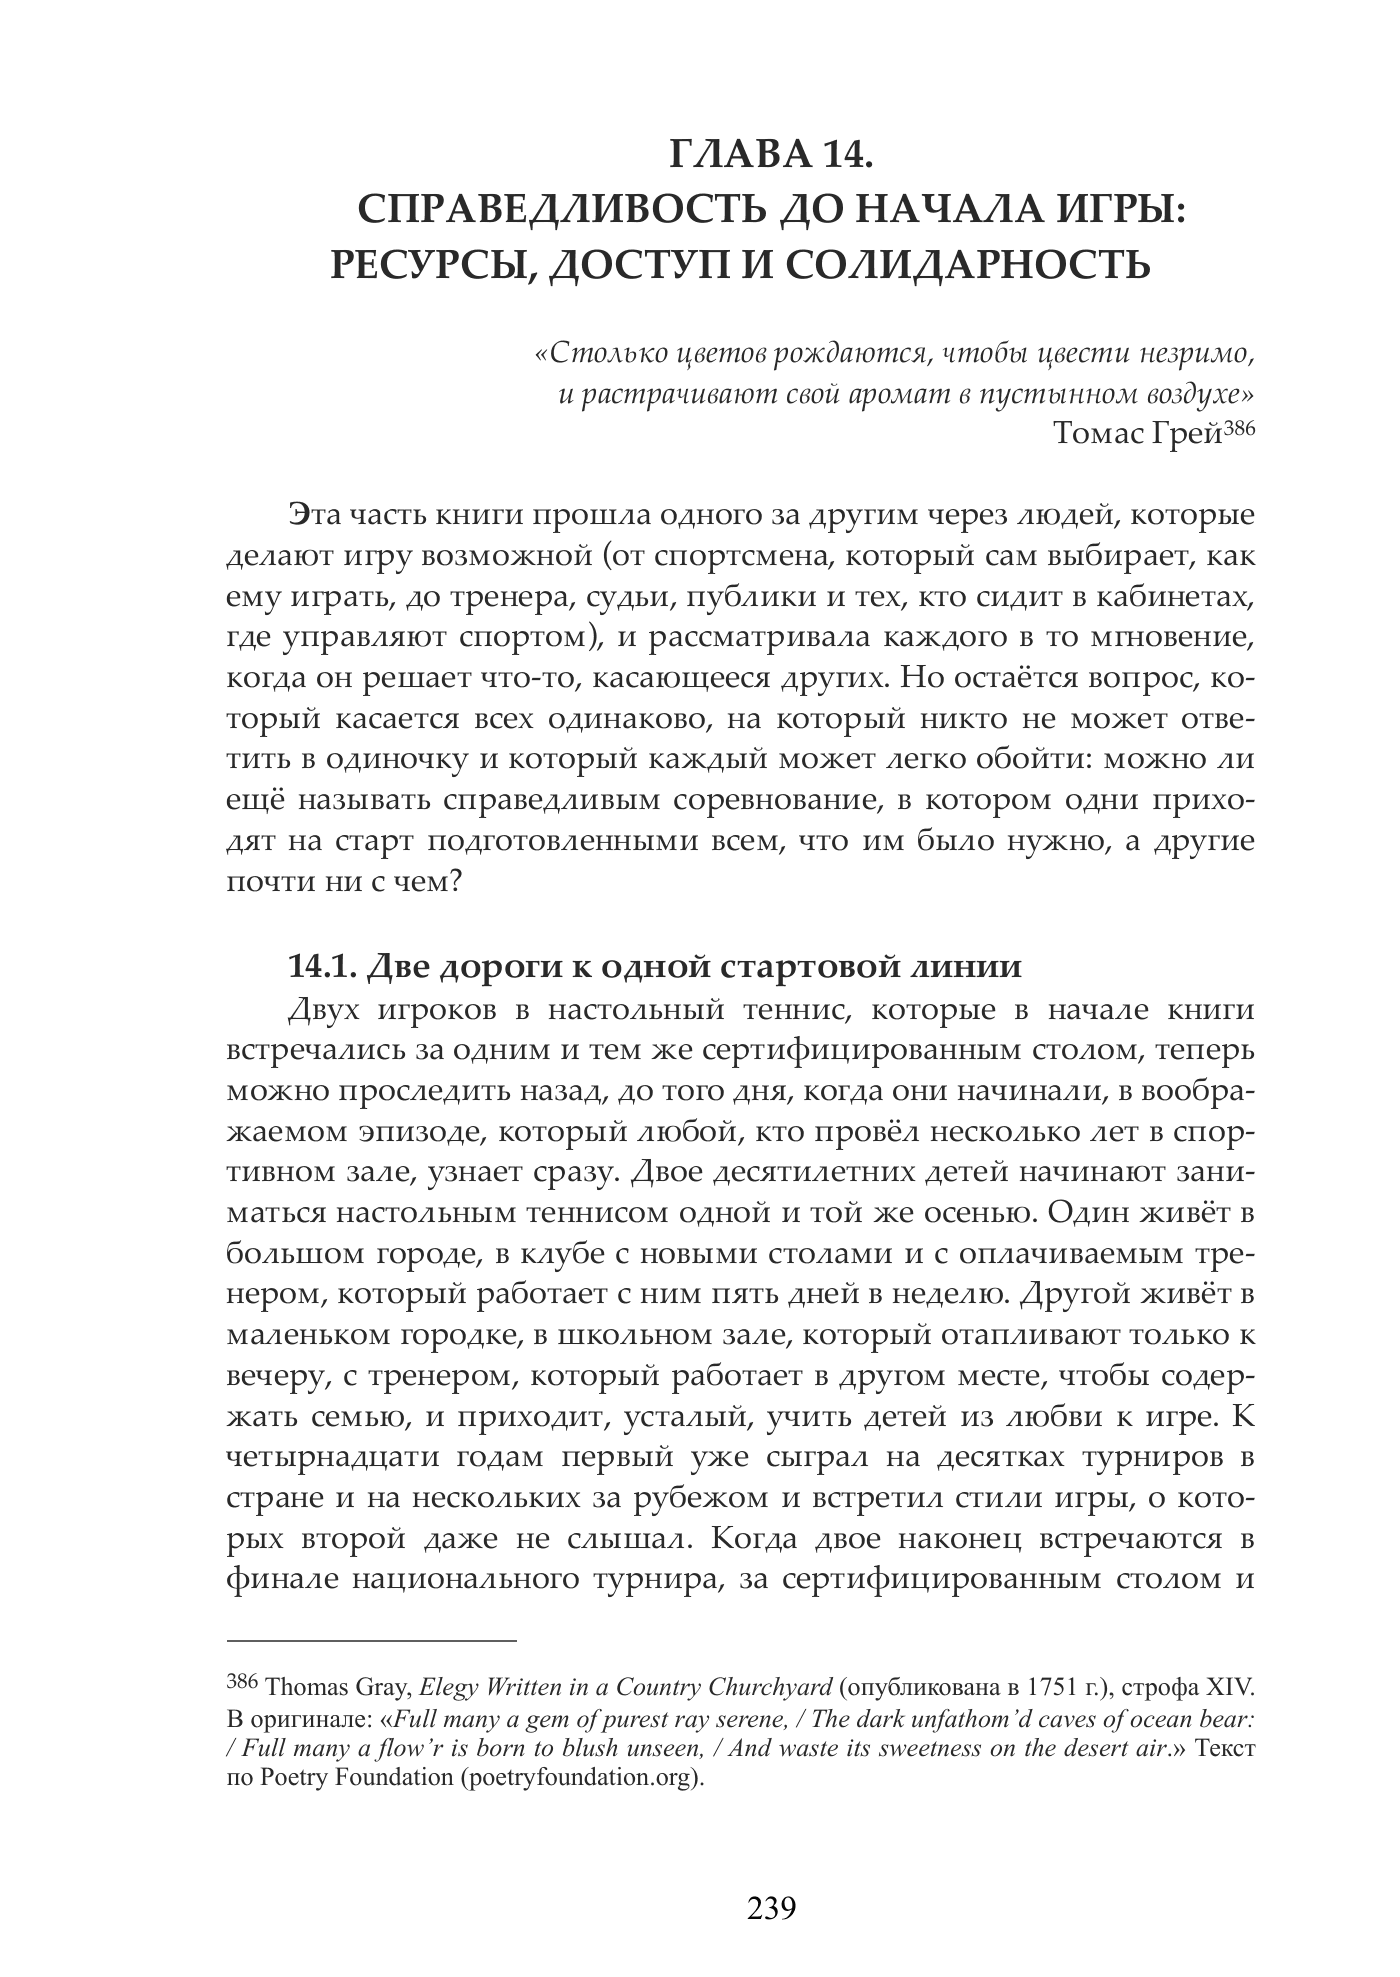 ГЛАВА 14.
СПРАВЕДЛИВОСТЬ ДО НАЧАЛА ИГРЫ:
РЕСУРСЫ, ДОСТУП И СОЛИДАРНОСТЬ
«Столько цветов рождаются, чтобы цвести незримо,
и растрачивают свой аромат в пустынном воздухе»
Томас Грей386
Эта часть книги прошла одного за другим через людей, которые
делают игру возможной (от спортсмена, который сам выбирает, как
ему играть, до тренера, судьи, публики и тех, кто сидит в кабинетах,
где управляют спортом), и рассматривала каждого в то мгновение,
когда он решает что-то, касающееся других. Но остаётся вопрос, ко-
торый касается всех одинаково, на который никто не может отве-
тить в одиночку и который каждый может легко обойти: можно ли
ещё называть справедливым соревнование, в котором одни прихо-
дят на старт подготовленными всем, что им было нужно, а другие
почти ни с чем?
14.1. Две дороги к одной стартовой линии
Двух игроков в настольный теннис, которые в начале книги
встречались за одним и тем же сертифицированным столом, теперь
можно проследить назад, до того дня, когда они начинали, в вообра-
жаемом эпизоде, который любой, кто провёл несколько лет в спор-
тивном зале, узнает сразу. Двое десятилетних детей начинают зани-
маться настольным теннисом одной и той же осенью. Один живёт в
большом городе, в клубе с новыми столами и с оплачиваемым тре-
нером, который работает с ним пять дней в неделю. Другой живёт в
маленьком городке, в школьном зале, который отапливают только к
вечеру, с тренером, который работает в другом месте, чтобы содер-
жать семью, и приходит, усталый, учить детей из любви к игре. К
четырнадцати годам первый уже сыграл на десятках турниров в
стране и на нескольких за рубежом и встретил стили игры, о кото-
рых второй даже не слышал. Когда двое наконец встречаются в
финале национального турнира, за сертифицированным столом и
386 Thomas Gray, Elegy Written in a Country Churchyard (опубликована в 1751 г.), строфа XIV.
В оригинале: «Full many a gem of purest ray serene, / The dark unfathom’d caves of ocean bear:
/ Full many a flow’r is born to blush unseen, / And waste its sweetness on the desert air.» Текст
по Poetry Foundation (poetryfoundation.org).
239